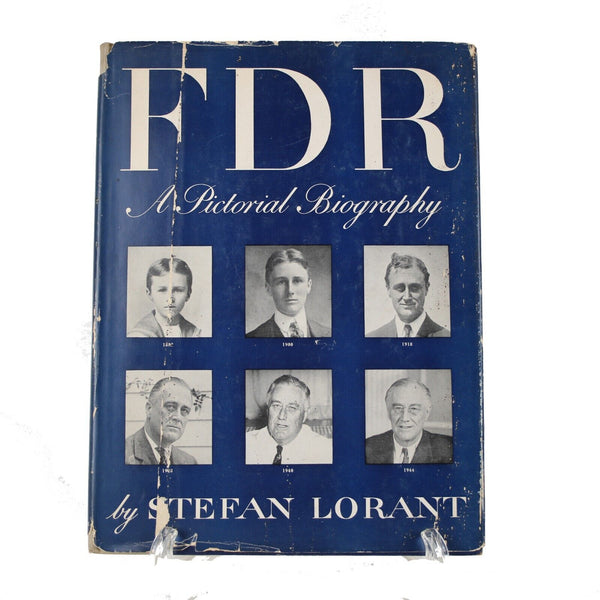 FDR
A Pictorial Biography
1900
1918
1940
1944
by STEFAN LORANT